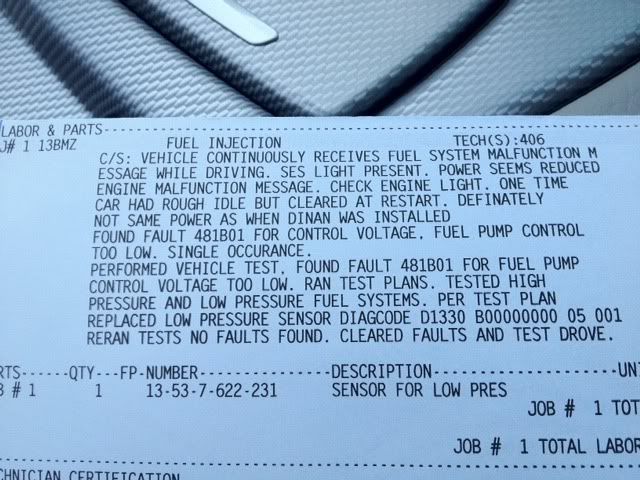 LABOR & PARTS
J# 1 13BMZ FUEL INJECTION TECH(S):406
C/S: VEHICLE CONTINUOUSLY RECEIVES FUEL SYSTEM MALFUNCTION M
ESSAGE WHILE DRIVING. SES LIGHT PRESENT. POWER SEEMS REDUCED
ENGINE MALFUNCTION MESSAGE. CHECK ENGINE LIGHT. ONE TIME
CAR HAD ROUGH IDLE BUT CLEARED AT RESTART. DEFINATELY
NOT SAME POWER AS WHEN DINAN WAS INSTALLED
FOUND FAULT 481B01 FOR CONTROL VOLTAGE, FUEL PUMP CONTROL
TOO LOW. SINGLE OCCURANCE.
PERFORMED VEHICLE TEST, FOUND FAULT 481B01 FOR FUEL PUMP
CONTROL VOLTAGE TOO LOW. RAN TEST PLANS. TESTED HIGH
PRESSURE AND LOW PRESSURE FUEL SYSTEMS. PER TEST PLAN
REPLACED LOW PRESSURE SENSOR DIAGCODE D1330 B00000000 05 001
RERAN TESTS NO FAULTS FOUND. CLEARED FAULTS AND TEST DROVE.
RTS------QTY---FP-NUMBER---------------DESCRIPTION--------------------UNI
B # 1 1 13-53-7-622-231 SENSOR FOR LOW PRES
JOB # 1 TOT
JOB # 1 TOTAL LABOR
CHNICIAN CERTIFICATION